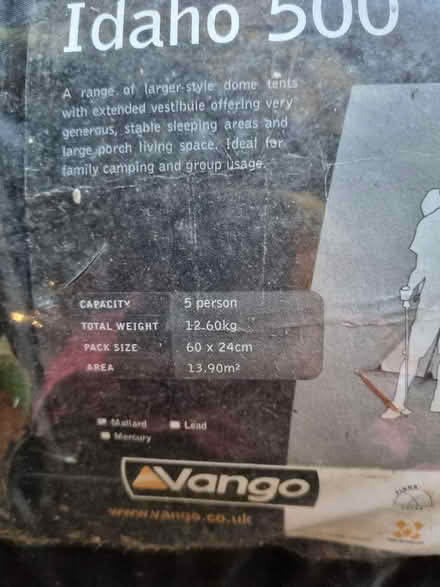 Idaho 500
A range of larger-style dome tents
with extended vestibule offering very
generous, stable sleeping areas and
large porch living space. Ideal for
family camping and group usage.
CAPACITY 5 person
TOTAL WEIGHT 12.60kg
PACK SIZE 60 x 24cm
AREA 13.90m²
Mallard Lead
Mercury
Vango
www.vango.co.uk